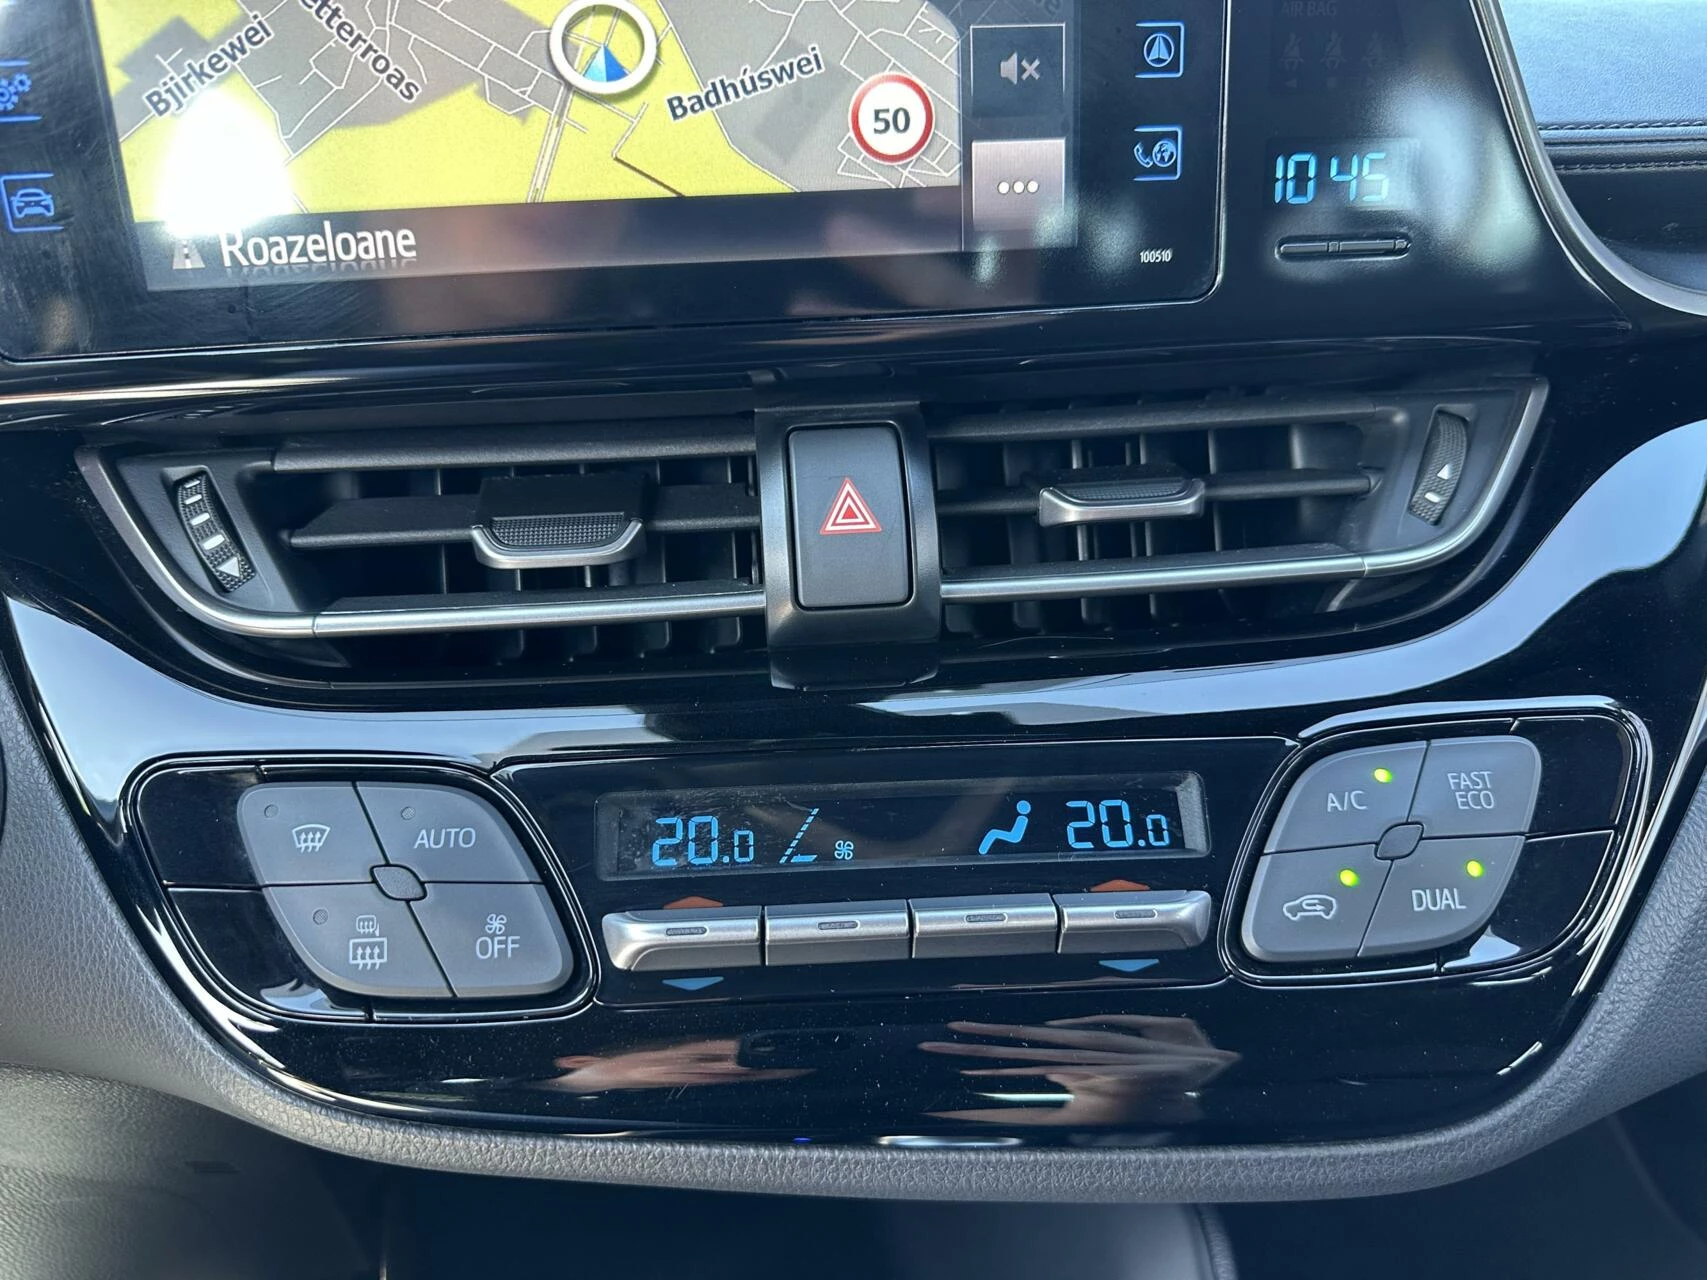 AIR BAG
Bjirkewei
etterroas
Badhúswei
50
10 45
Roazeloane
100510
AUTO
OFF
20.0
20.0
A/C
FAST
ECO
DUAL